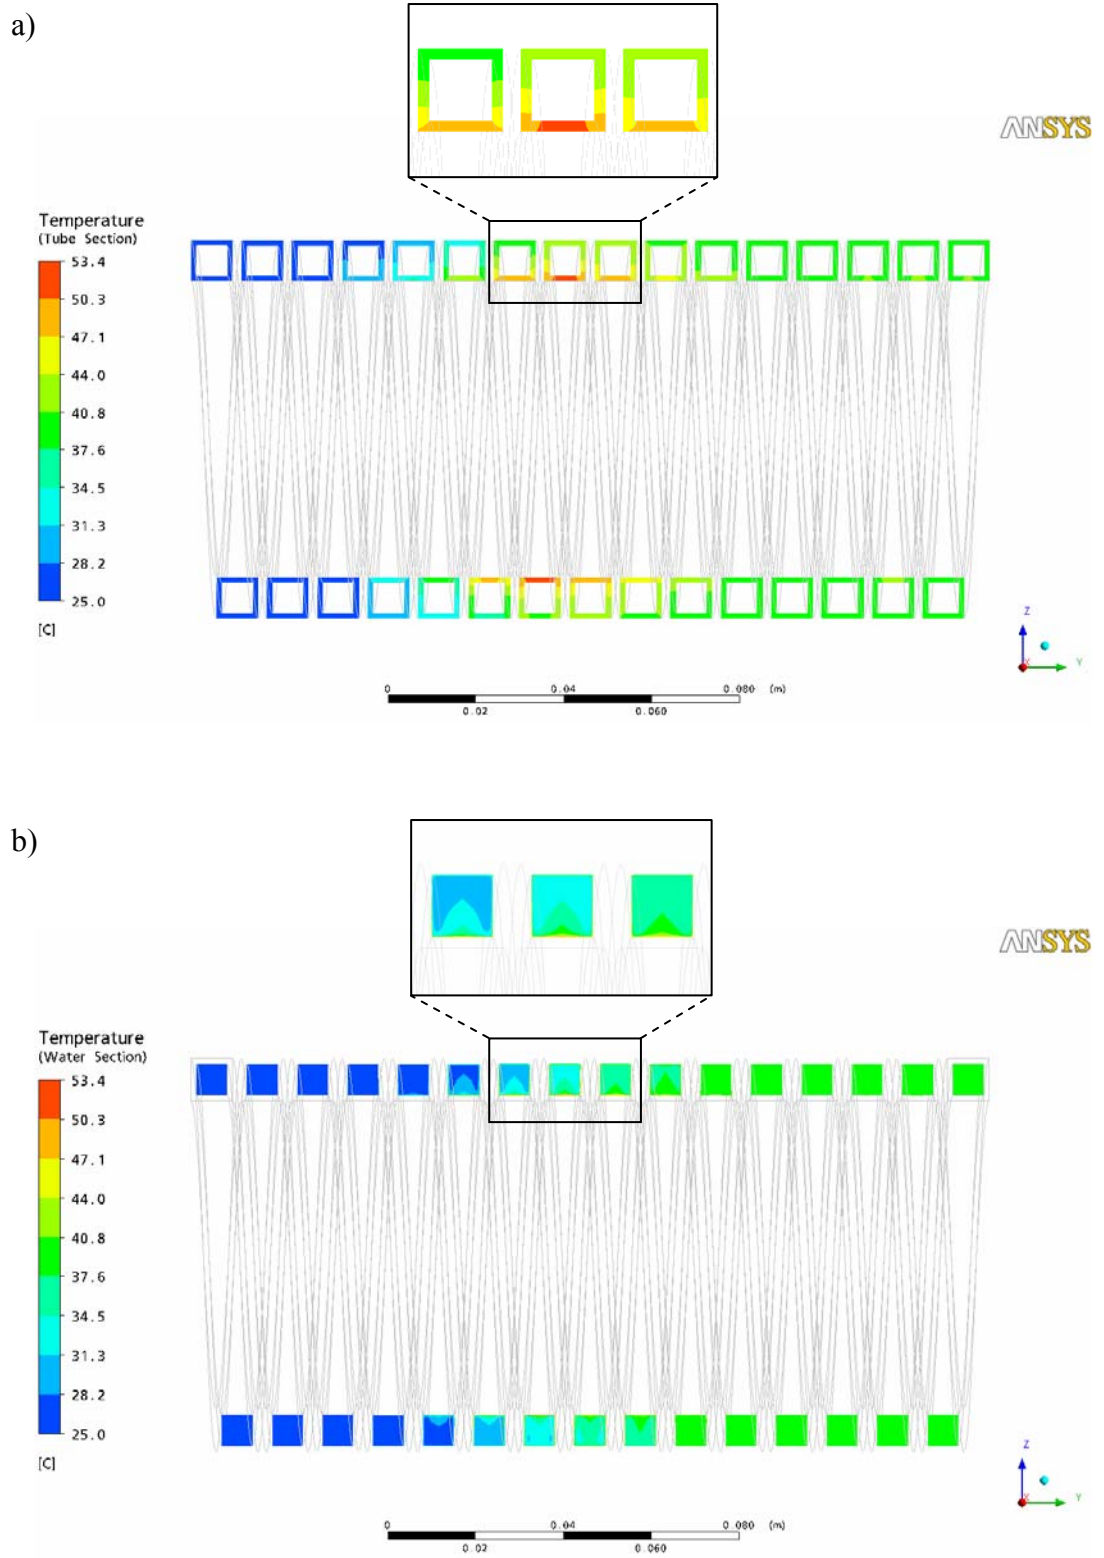 a)
ANSYS
Temperature
(Tube Section)
53.4
50.3
47.1
44.0
40.8
37.6
34.5
31.3
28.2
25.0
[C]
Z
X
Y
0
0.04
0.080
(m)
0.02
0.060
b)
ANSYS
Temperature
(Water Section)
53.4
50.3
47.1
44.0
40.8
37.6
34.5
31.3
28.2
25.0
[C]
Z
X
Y
0
0.04
0.080
(m)
0.02
0.060